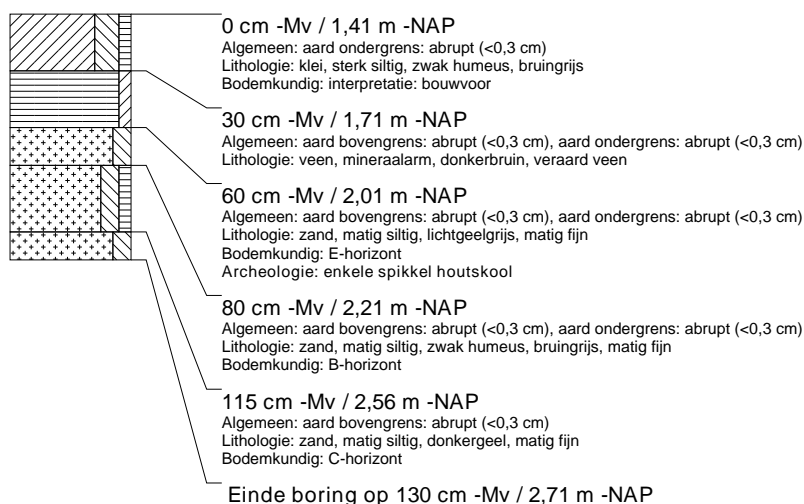 0 cm -Mv / 1,41 m -NAP
Algemeen: aard ondergrens: abrupt (<0,3 cm)
Lithologie: klei, sterk siltig, zwak humeus, bruingrijs
Bodemkundig: interpretatie: bouwvoor
30 cm -Mv / 1,71 m -NAP
Algemeen: aard bovengrens: abrupt (<0,3 cm), aard ondergrens: abrupt (<0,3 cm)
Lithologie: veen, mineraalarm, donkerbruin, veraard veen
60 cm -Mv / 2,01 m -NAP
Algemeen: aard bovengrens: abrupt (<0,3 cm), aard ondergrens: abrupt (<0,3 cm)
Lithologie: zand, matig siltig, lichtgeelgrijs, matig fijn
Bodemkundig: E-horizont
Archeologie: enkele spikkel houtskool
80 cm -Mv / 2,21 m -NAP
Algemeen: aard bovengrens: abrupt (<0,3 cm), aard ondergrens: abrupt (<0,3 cm)
Lithologie: zand, matig siltig, zwak humeus, bruingrijs, matig fijn
Bodemkundig: B-horizont
115 cm -Mv / 2,56 m -NAP
Algemeen: aard bovengrens: abrupt (<0,3 cm)
Lithologie: zand, matig siltig, donkergeel, matig fijn
Bodemkundig: C-horizont
Einde boring op 130 cm -Mv / 2,71 m -NAP